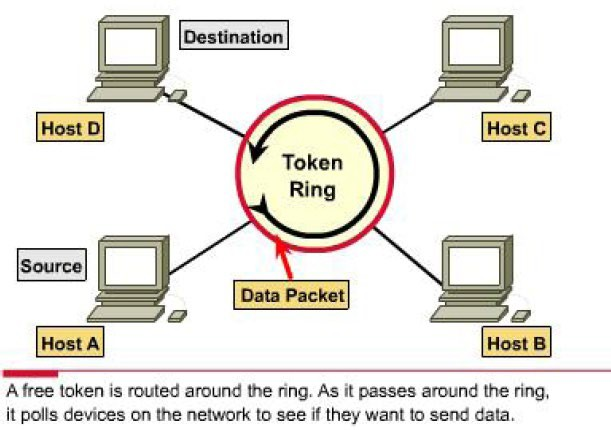 Destination
Host D
Host C
Token
Ring
Source
Data Packet
Host A
Host B
A free token is routed around the ring. As it passes around the ring,
it polls devices on the network to see if they want to send data.